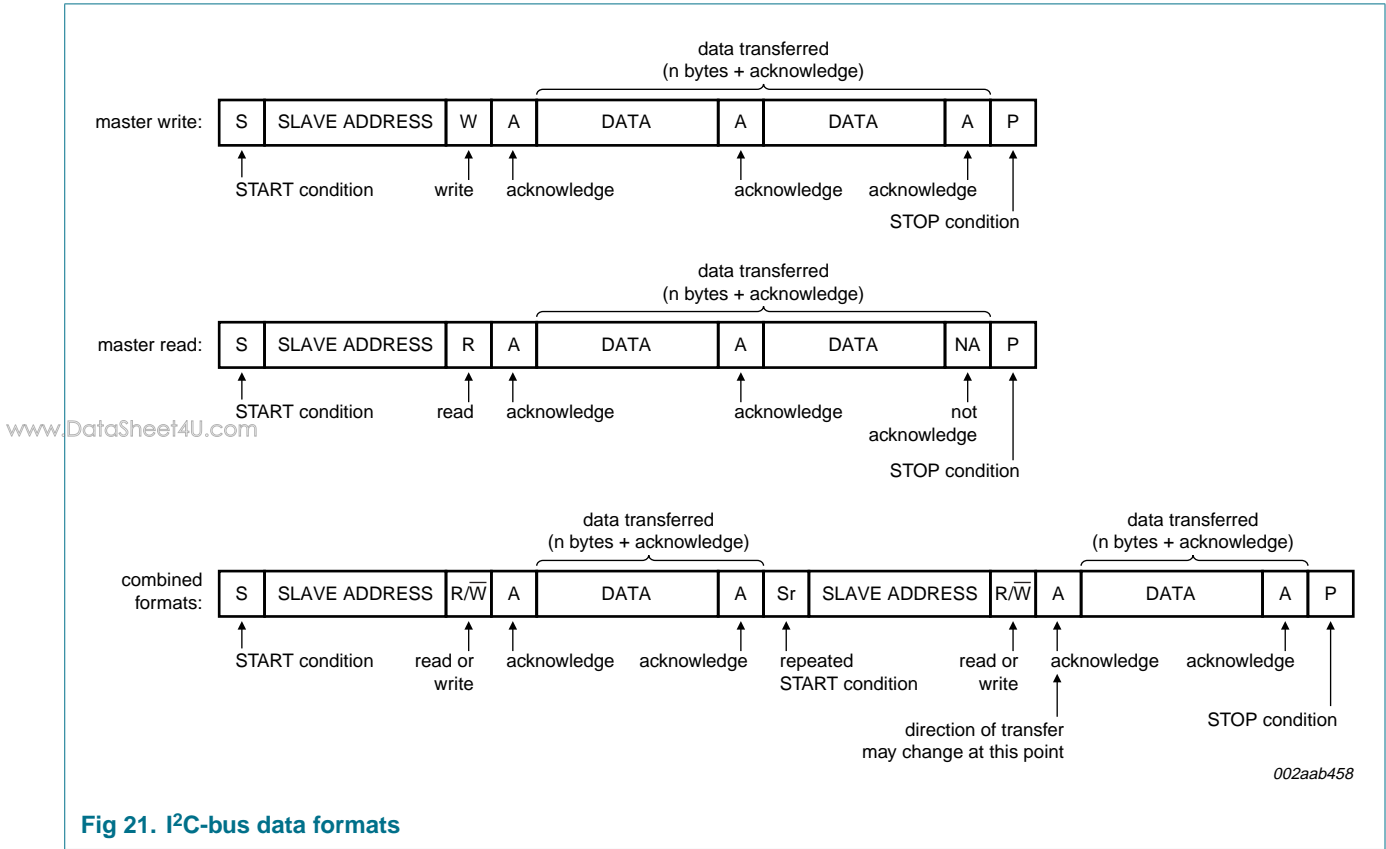 data transferred
(n bytes + acknowledge)
master write: S SLAVE ADDRESS W A DATA A DATA A P
START condition write acknowledge acknowledge acknowledge
STOP condition
data transferred
(n bytes + acknowledge)
master read: S SLAVE ADDRESS R A DATA A DATA NA P
START condition read acknowledge acknowledge not
acknowledge
www.DataSheet4U.com
STOP condition
data transferred data transferred
(n bytes + acknowledge) (n bytes + acknowledge)
combined
formats: S SLAVE ADDRESS R/W̅ A DATA A Sr SLAVE ADDRESS R/W̅ A DATA A P
START condition read or acknowledge acknowledge repeated read or acknowledge acknowledge
write START condition write
direction of transfer STOP condition
may change at this point
002aab458
Fig 21. I²C-bus data formats